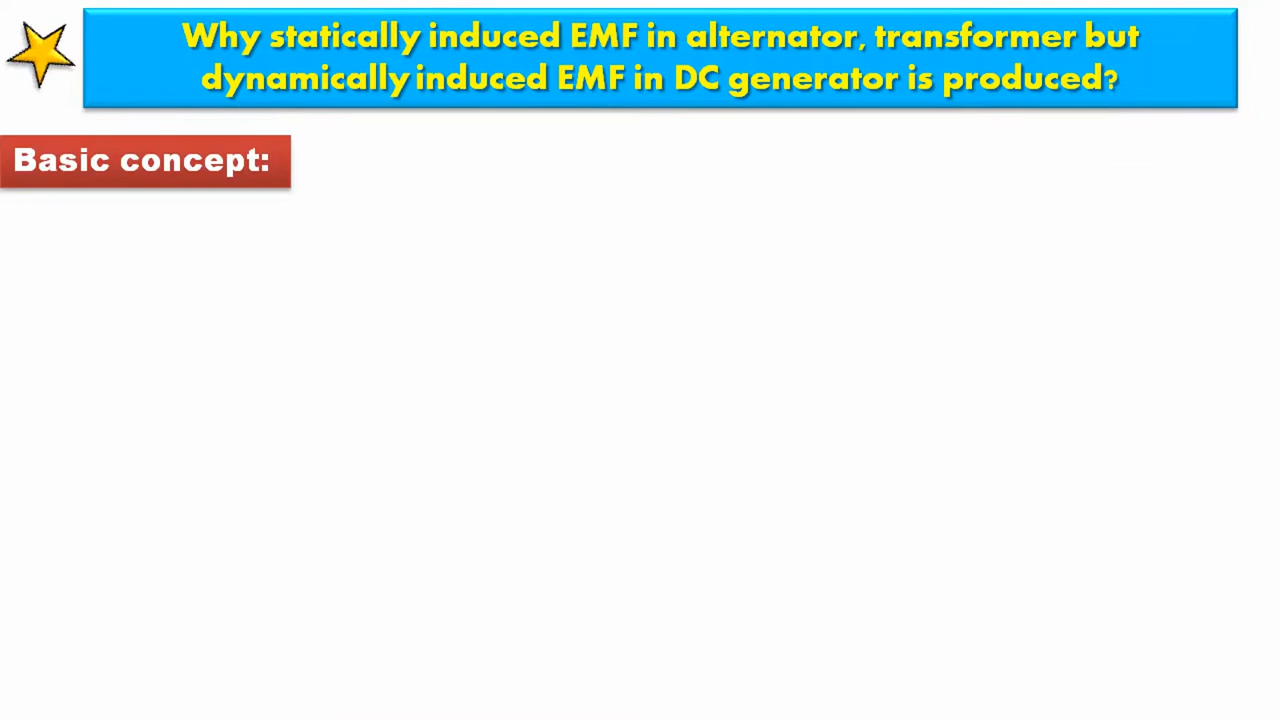 Why statically induced EMF in alternator, transformer but
dynamically induced EMF in DC generator is produced?
Basic concept: